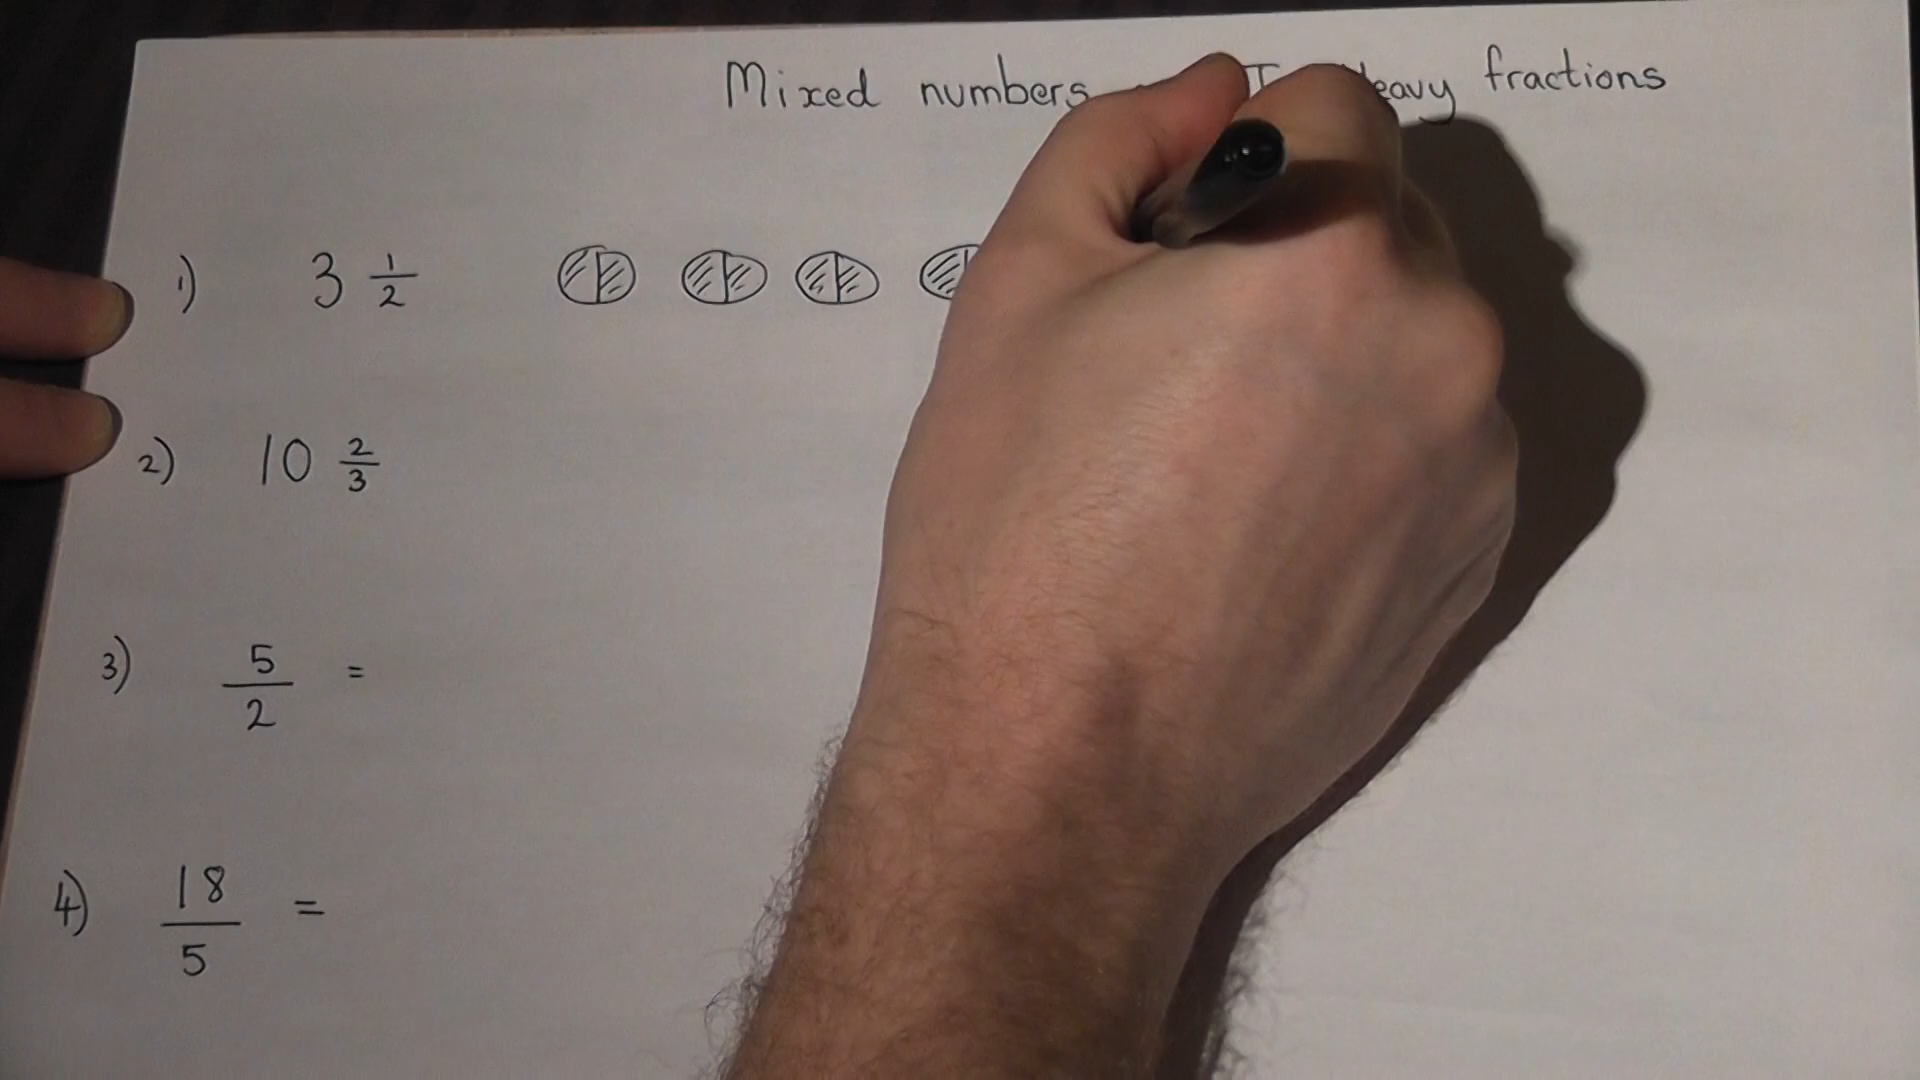 Mixed numbers fractions
1) 3 1/2
2) 10 2/3
3) 5/2 =
4) 18/5 =